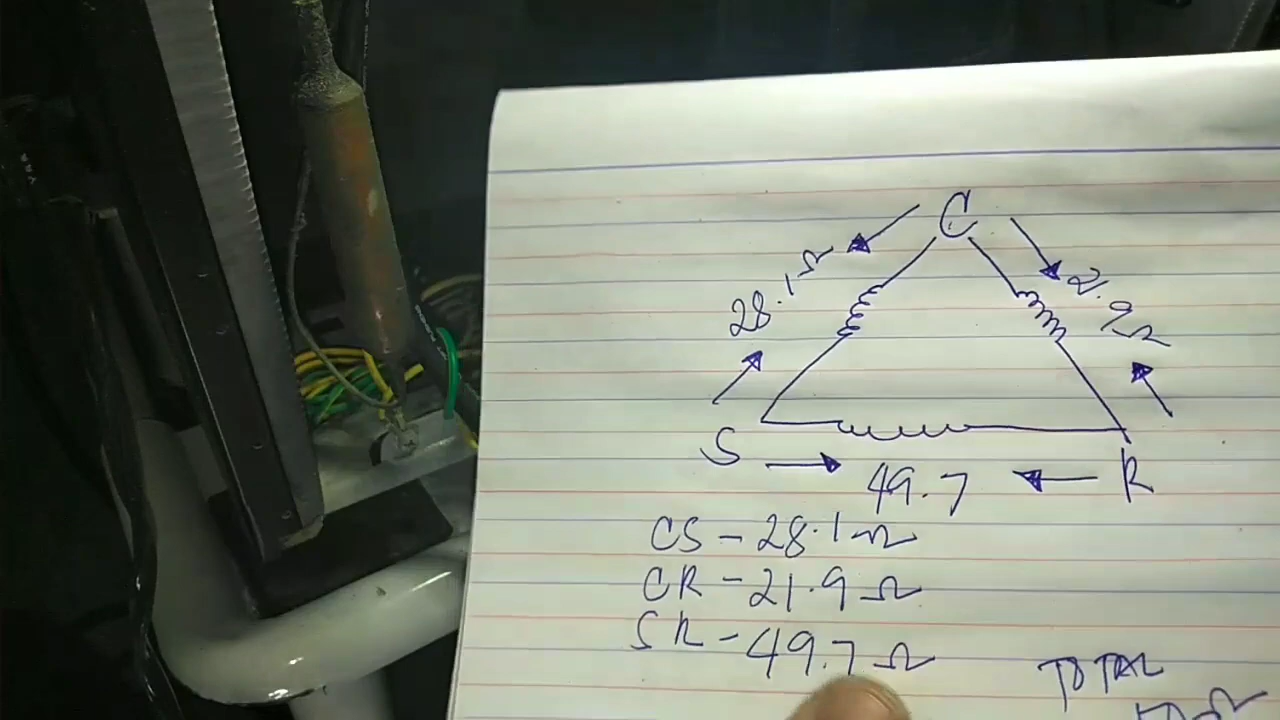 C
28.1Ω
21.9Ω
S
49.7
R
CS - 28.1Ω
CR - 21.9Ω
SR - 49.7Ω
TOTAL